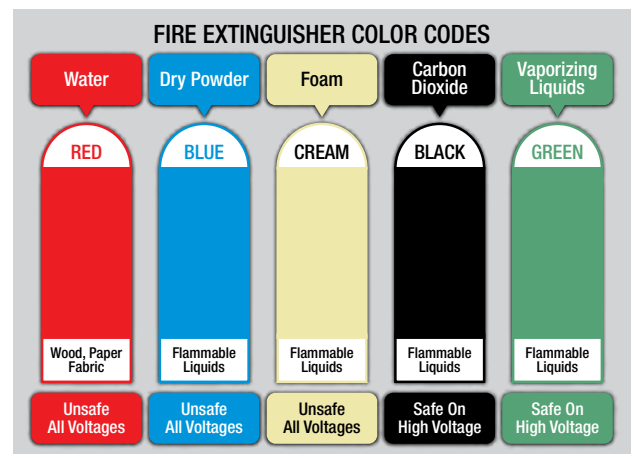 FIRE EXTINGUISHER COLOR CODES
Water
Dry Powder
Foam
Carbon
Dioxide
Vaporizing
Liquids
RED
BLUE
CREAM
BLACK
GREEN
Wood, Paper
Fabric
Flammable
Liquids
Flammable
Liquids
Flammable
Liquids
Flammable
Liquids
Unsafe
All Voltages
Unsafe
All Voltages
Unsafe
All Voltages
Safe On
High Voltage
Safe On
High Voltage